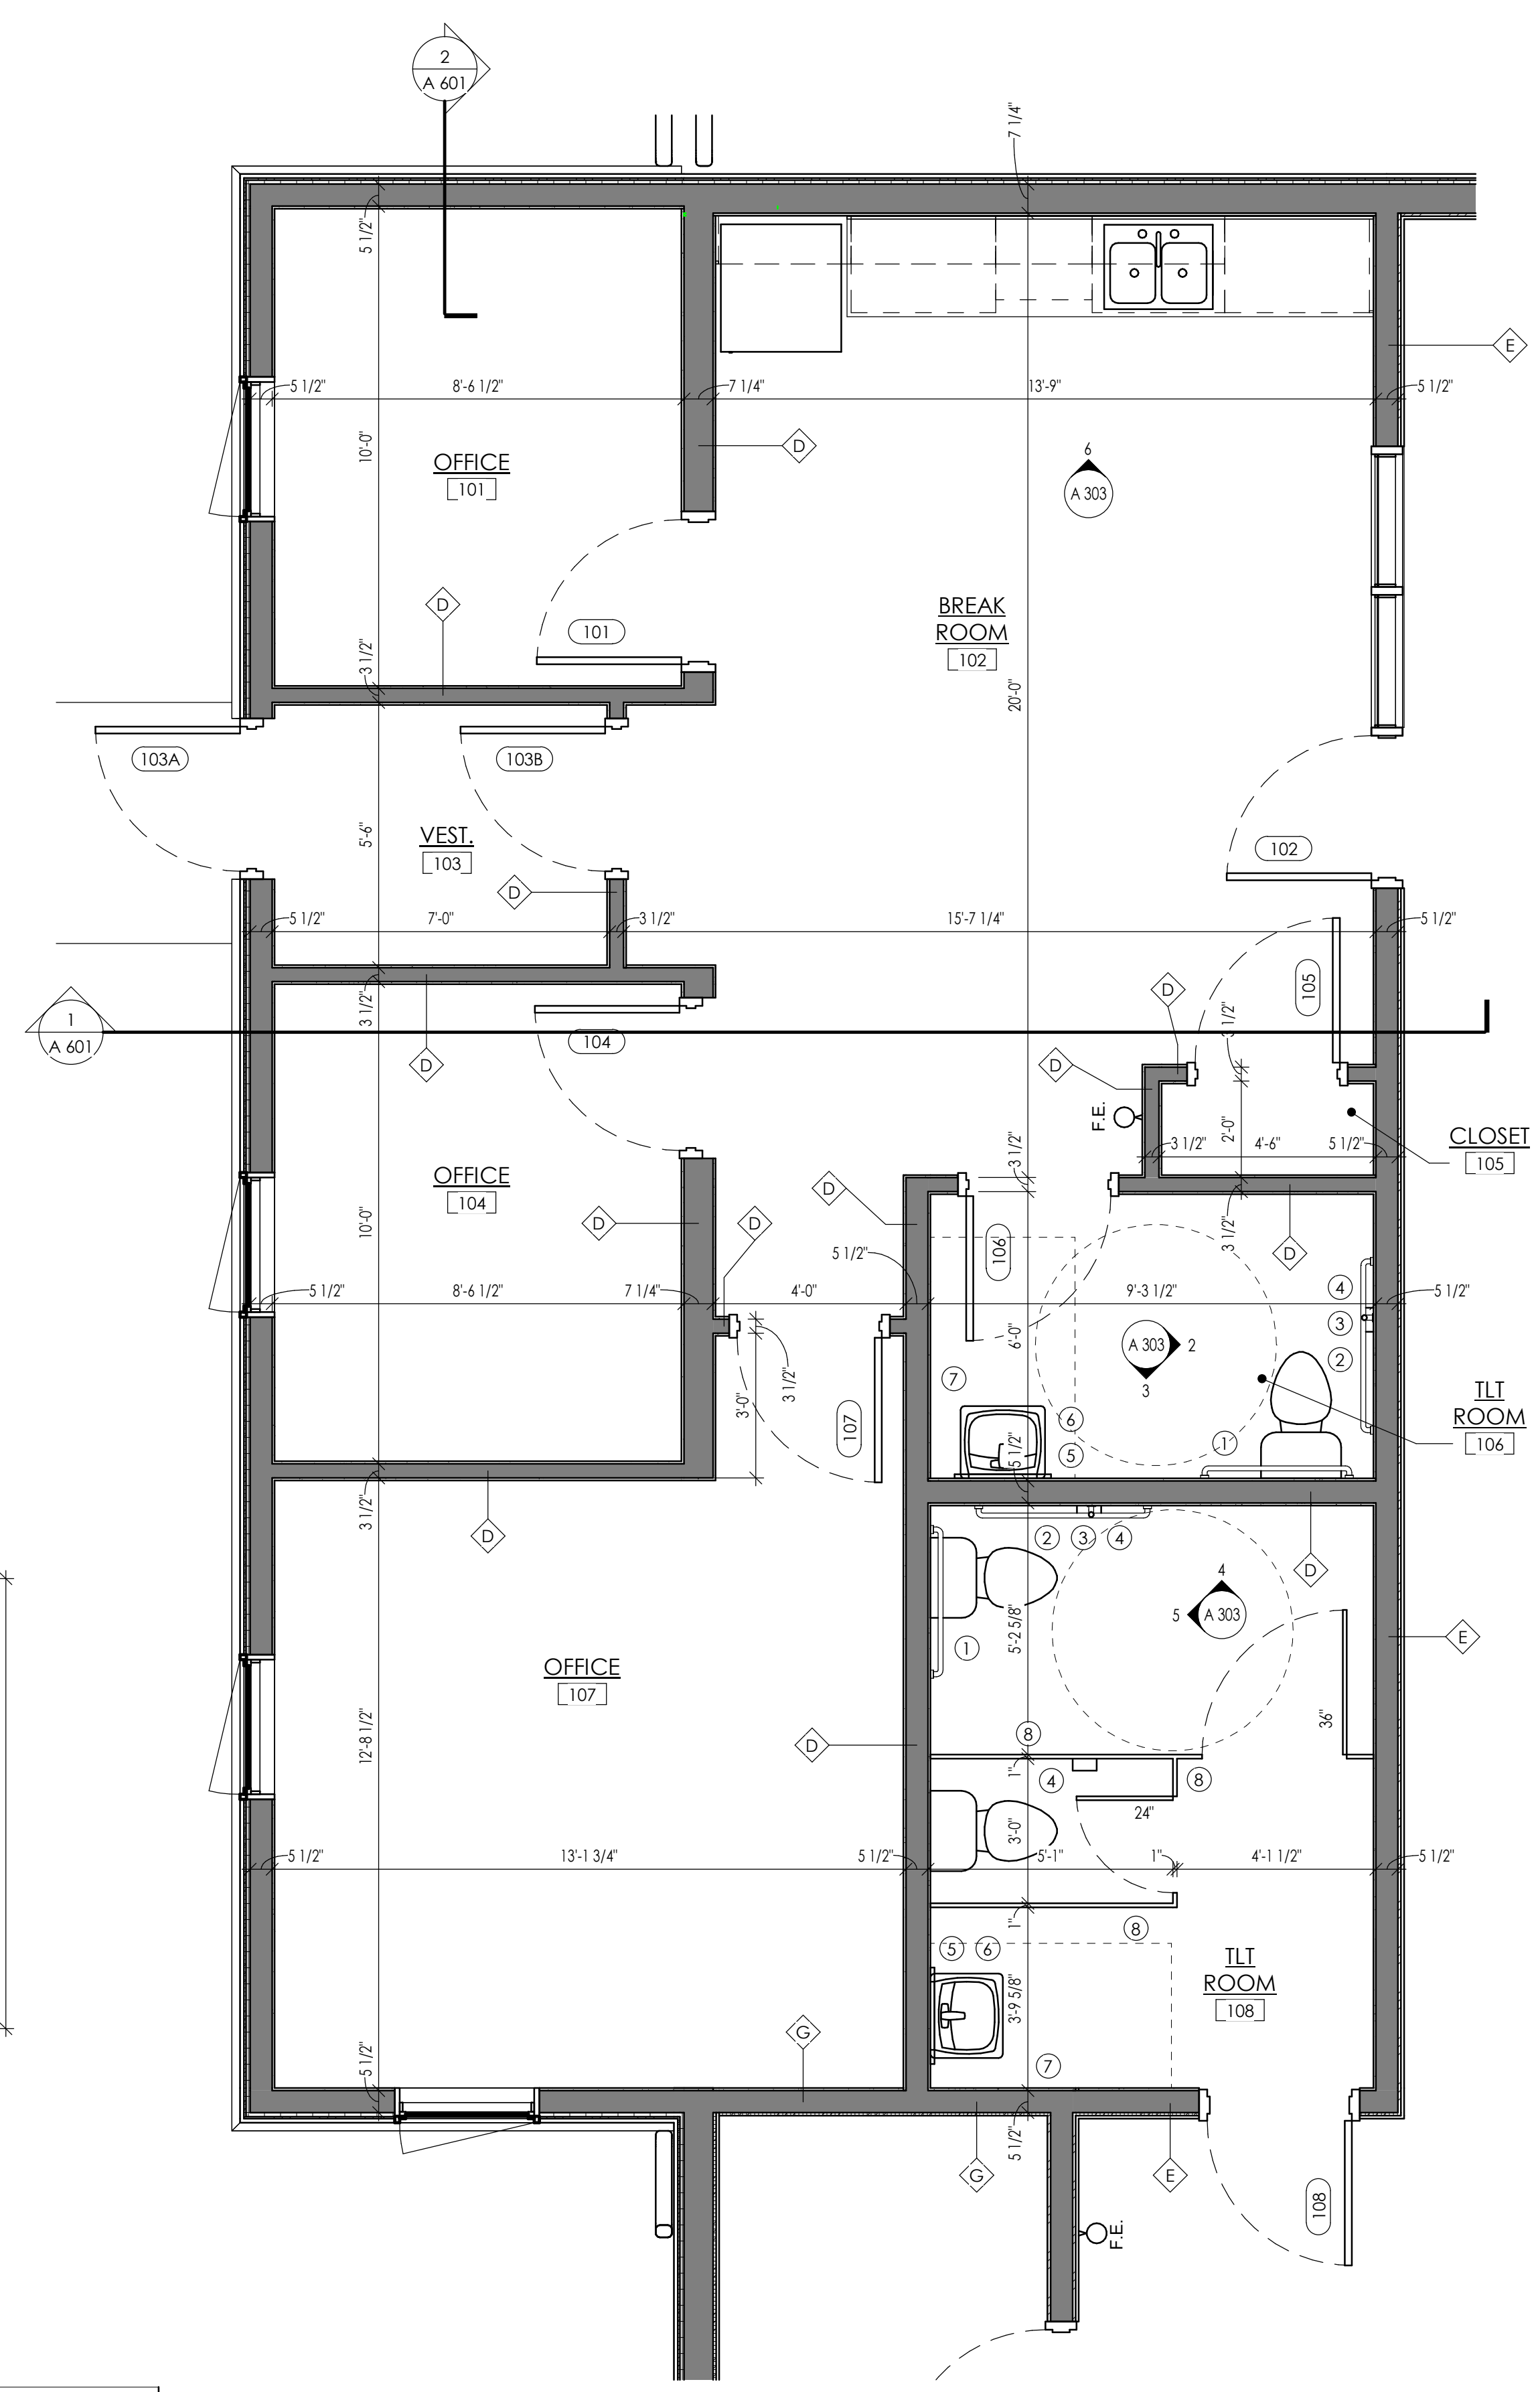 2
A 601
7 1/4"
5 1/2"
E
5 1/2"
8'-6 1/2"
7 1/4"
13'-9"
5 1/2"
10'-0"
D
6
A 303
OFFICE
101
D
BREAK
ROOM
102
101
3 1/2"
20'-0"
103A
103B
5'-6"
VEST.
103
102
D
5 1/2"
7'-0"
3 1/2"
15'-7 1/4"
5 1/2"
D
105
3 1/2"
3 1/2"
1
A 601
104
D
D
F.E.
2'-0"
3 1/2"
3 1/2"
4'-6"
5 1/2"
CLOSET
105
OFFICE
104
D
10'-0"
D
D
106
3 1/2"
D
5 1/2"
4
5 1/2"
8'-6 1/2"
7 1/4"
4'-0"
9'-3 1/2"
5 1/2"
3
6'-0"
A 303
2
3
2
7
3 1/2"
3'-0"
107
TLT
ROOM
106
6
5
1
5 1/2"
3 1/2"
D
2
3
4
D
4
5
A 303
5'-2 5/8"
E
1
OFFICE
107
36"
12'-8 1/2"
D
8
1"
4
8
24"
3'-0"
5 1/2"
13'-1 3/4"
5 1/2"
5'-1"
1"
4'-1 1/2"
5 1/2"
1"
8
5
6
TLT
ROOM
108
3'-9 5/8"
G
5 1/2"
7
5 1/2"
G
E
108
F.E.